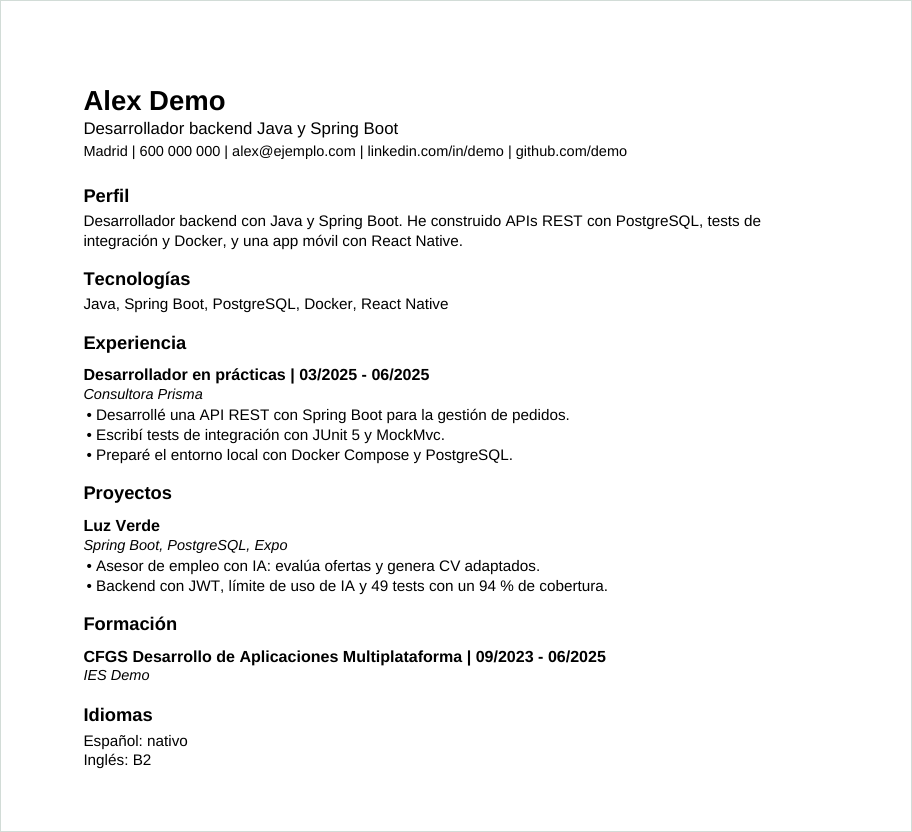 Alex Demo
Desarrollador backend Java y Spring Boot
Madrid | 600 000 000 | alex@ejemplo.com | linkedin.com/in/demo | github.com/demo
Perfil
Desarrollador backend con Java y Spring Boot. He construido APIs REST con PostgreSQL, tests de
integración y Docker, y una app móvil con React Native.
Tecnologías
Java, Spring Boot, PostgreSQL, Docker, React Native
Experiencia
Desarrollador en prácticas | 03/2025 - 06/2025
Consultora Prisma
• Desarrollé una API REST con Spring Boot para la gestión de pedidos.
• Escribí tests de integración con JUnit 5 y MockMvc.
• Preparé el entorno local con Docker Compose y PostgreSQL.
Proyectos
Luz Verde
Spring Boot, PostgreSQL, Expo
• Asesor de empleo con IA: evalúa ofertas y genera CV adaptados.
• Backend con JWT, límite de uso de IA y 49 tests con un 94 % de cobertura.
Formación
CFGS Desarrollo de Aplicaciones Multiplataforma | 09/2023 - 06/2025
IES Demo
Idiomas
Español: nativo
Inglés: B2